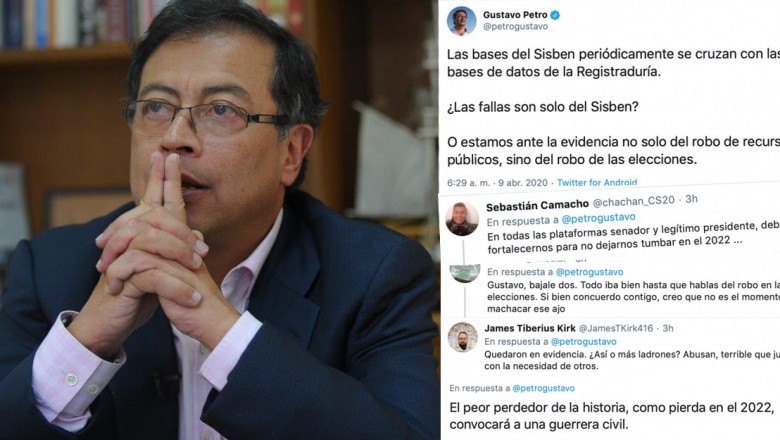 Gustavo Petro
@petrogustavo
Las bases del Sisben periódicamente se cruzan con las
bases de datos de la Registraduría.
¿Las fallas son solo del Sisben?
O estamos ante la evidencia no solo del robo de recurs
públicos, sino del robo de las elecciones.
6:29 a. m. · 9 abr. 2020 · Twitter for Android
Sebastián Camacho @chachan_CS20 · 3h
En respuesta a @petrogustavo
En todas las plataformas senador y legítimo presidente, deb
fortalecernos para no dejarnos tumbar en el 2022 ...
En respuesta a @petrogustavo
Gustavo, bajale dos. Todo iba bien hasta que hablas del robo en la
elecciones. Si bien concuerdo contigo, creo que no es el momento
machacar ese ajo
James Tiberius Kirk @JamesTKirk416 · 3h
En respuesta a @petrogustavo
Quedaron en evidencia. ¿Así o más ladrones? Abusan, terrible que ju
con la necesidad de otros.
En respuesta a @petrogustavo
El peor perdedor de la historia, como pierda en el 2022,
convocará a una guerrera civil.